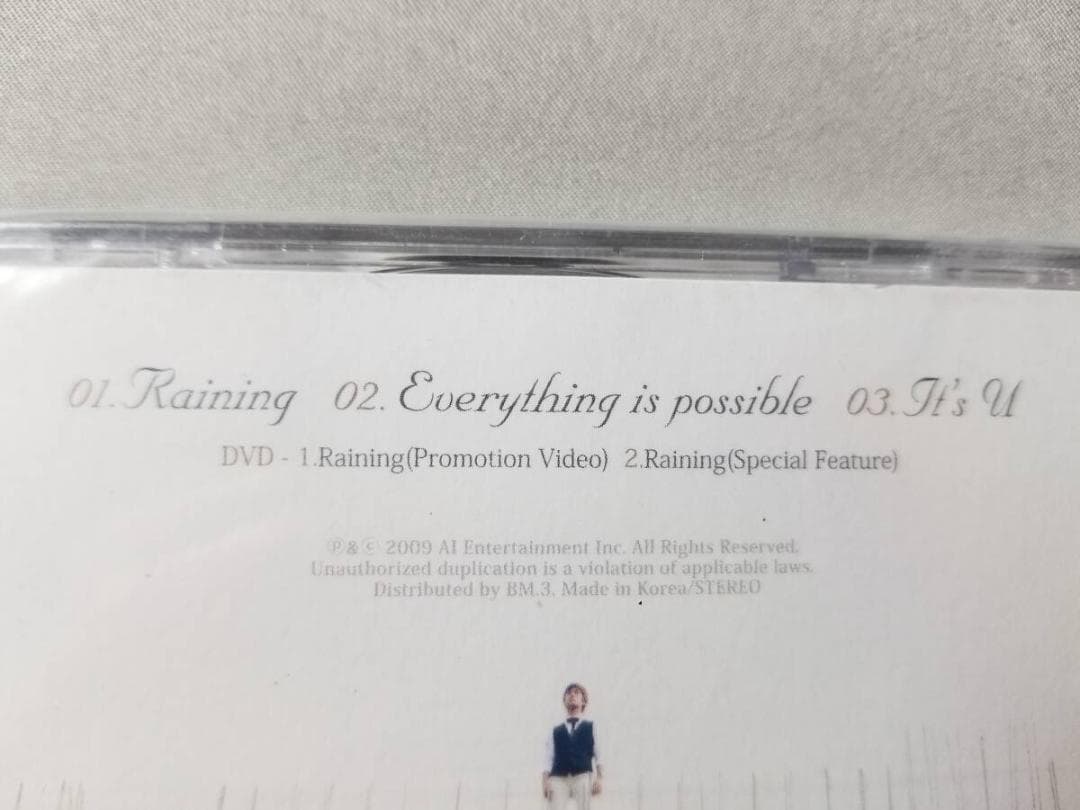 01. Raining 02. Everything is possible 03. It's U
DVD - 1.Raining(Promotion Video) 2.Raining(Special Feature)
℗&© 2009 AI Entertainment Inc. All Rights Reserved.
Unauthorized duplication is a violation of applicable laws.
Distributed by BM.3. Made in Korea/STEREO